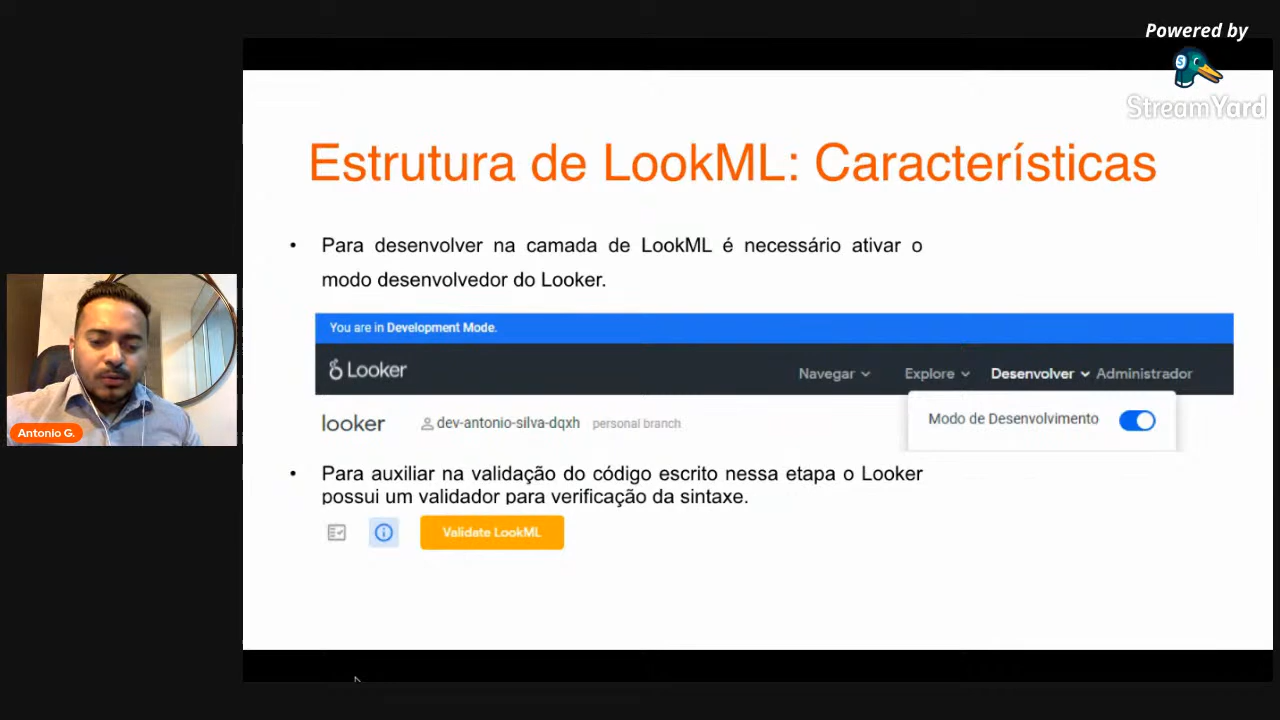 Powered by
StreamYard
Estrutura de LookML: Características
• Para desenvolver na camada de LookML é necessário ativar o
modo desenvolvedor do Looker.
You are in Development Mode.
Looker
Navegar
Explore
Desenvolver
Administrador
looker
dev-antonio-silva-dqxh
personal branch
Modo de Desenvolvimento
• Para auxiliar na validação do código escrito nessa etapa o Looker
possui um validador para verificação da sintaxe.
Validate LookML
Antonio G.